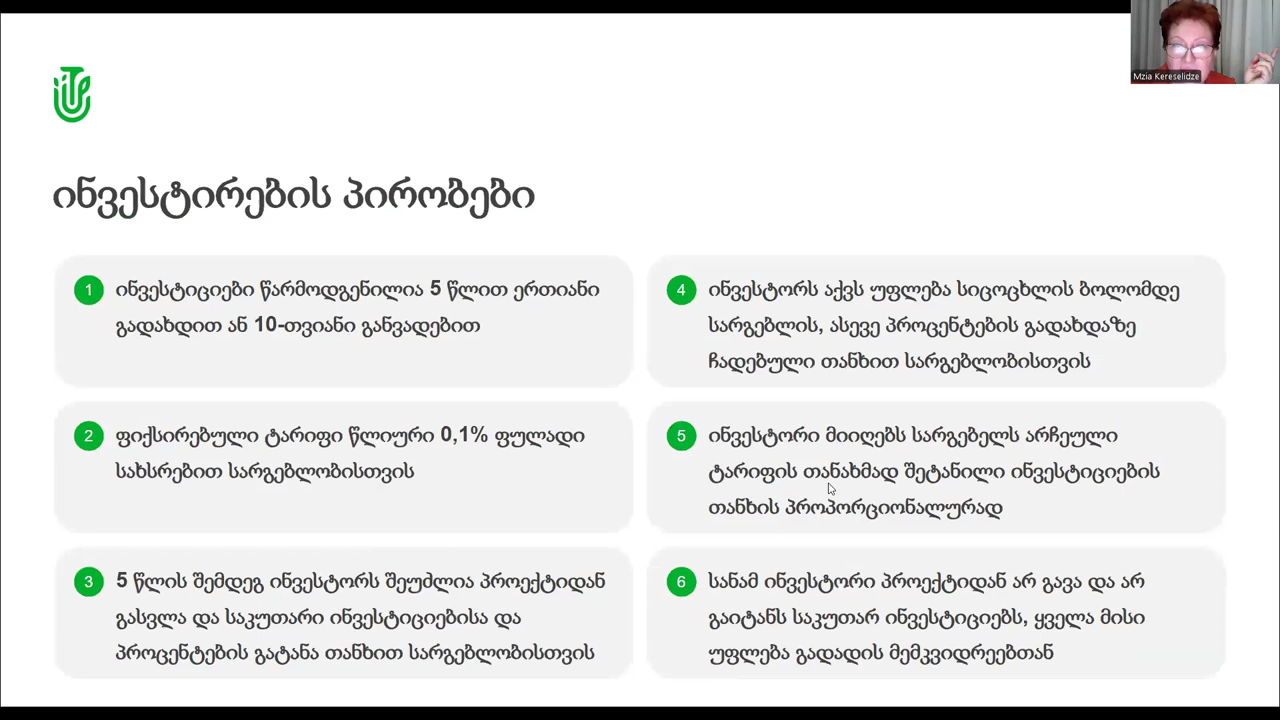 Mzia Kereselidze
ინვესტირების პირობები
1
ინვესტიციები წარმოდგენილია 5 წლით ერთიანი
გადახდით ან 10-თვიანი განვადებით
2
ფიქსირებული ტარიფი წლიური 0,1% ფულადი
სახსრებით სარგებლობისთვის
3
5 წლის შემდეგ ინვესტორს შეუძლია პროექტიდან
გასვლა და საკუთარი ინვესტიციებისა და
პროცენტების გატანა თანხით სარგებლობისთვის
4
ინვესტორს აქვს უფლება სიცოცხლის ბოლომდე
სარგებლის, ასევე პროცენტების გადახდაზე
ჩადებული თანხით სარგებლობისთვის
5
ინვესტორი მიიღებს სარგებელს არჩეული
ტარიფის თანახმად შეტანილი ინვესტიციების
თანხის პროპორციონალურად
6
სანამ ინვესტორი პროექტიდან არ გავა და არ
გაიტანს საკუთარ ინვესტიციებს, ყველა მისი
უფლება გადადის მემკვიდრეებთან